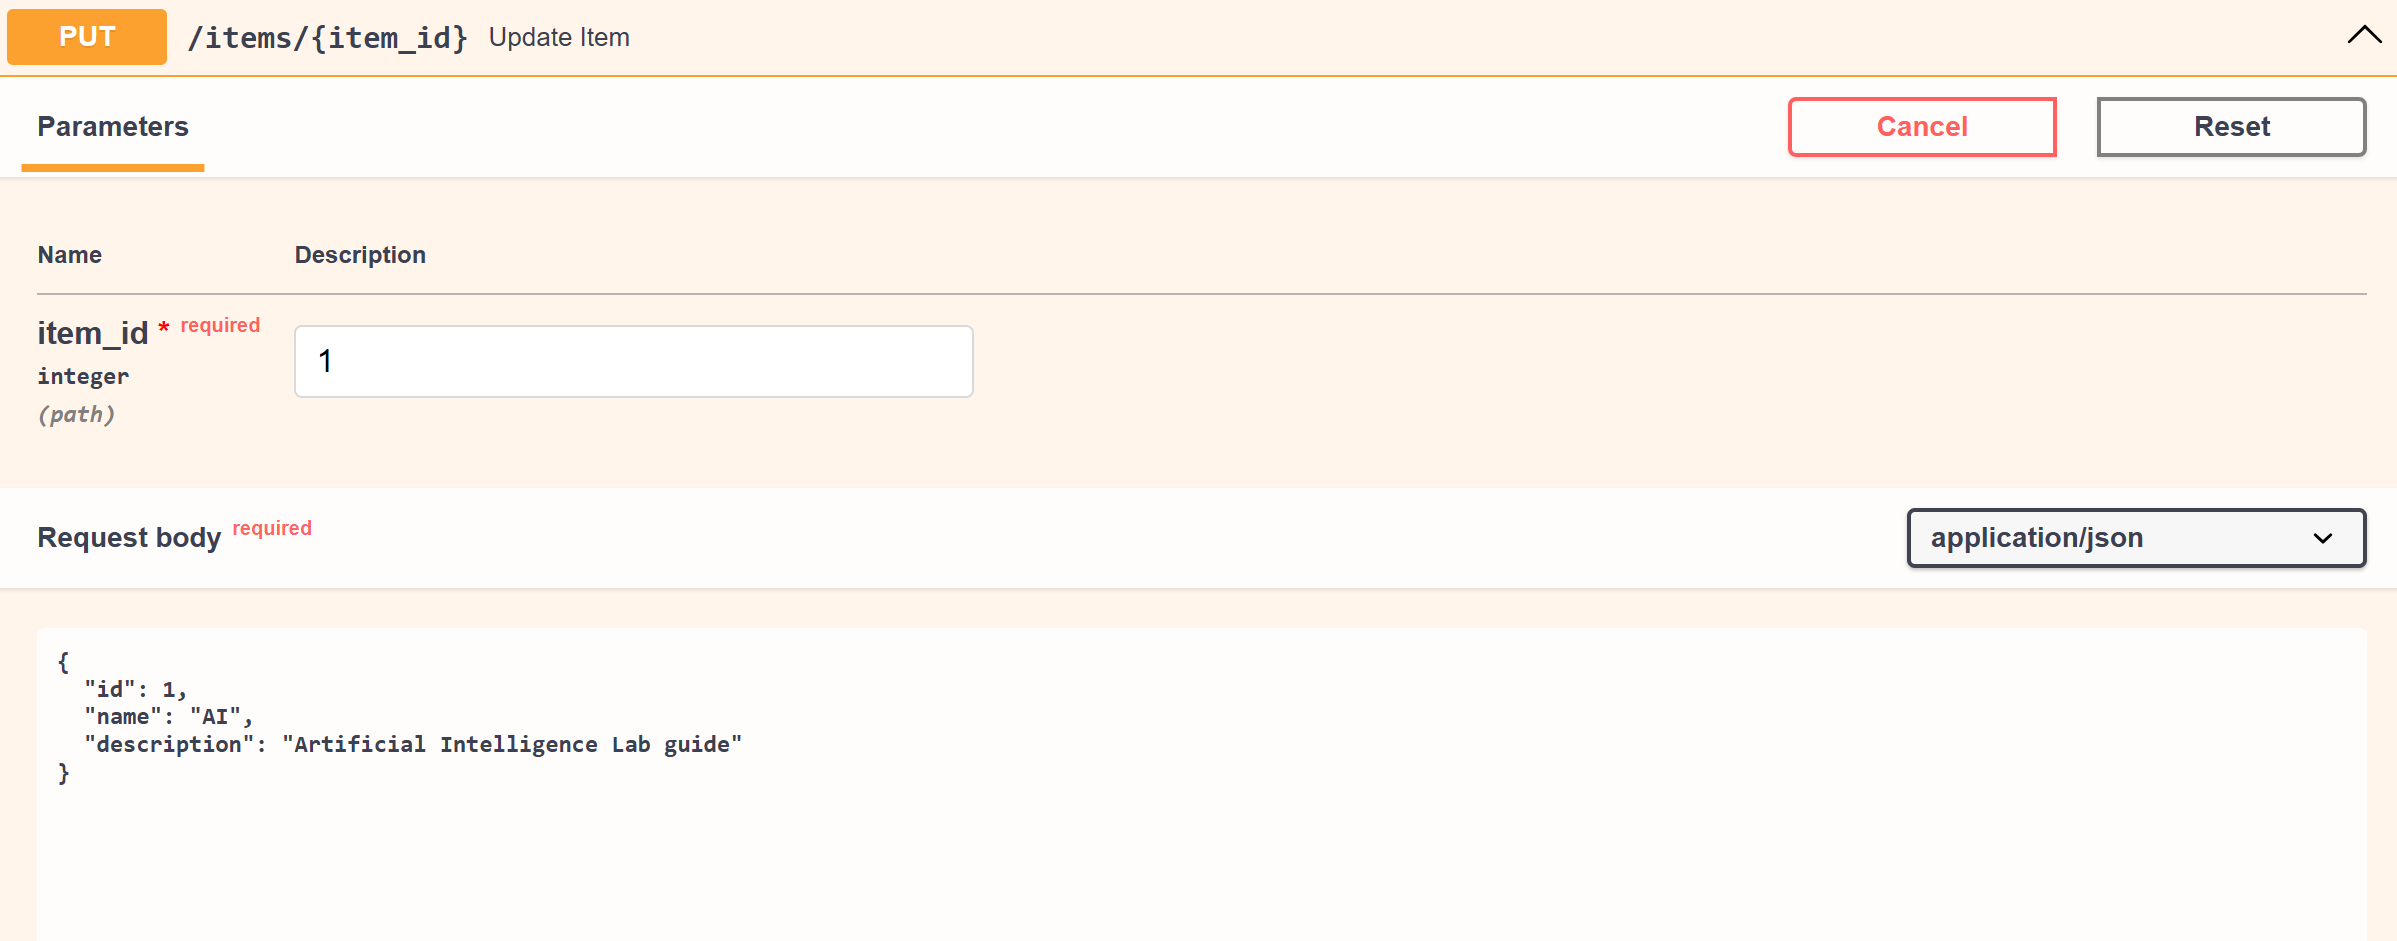 PUT /items/{item_id} Update Item
Parameters
Cancel
Reset
Name Description
item_id * required
integer
(path)
1
Request body required
application/json
{
  "id": 1,
  "name": "AI",
  "description": "Artificial Intelligence Lab guide"
}